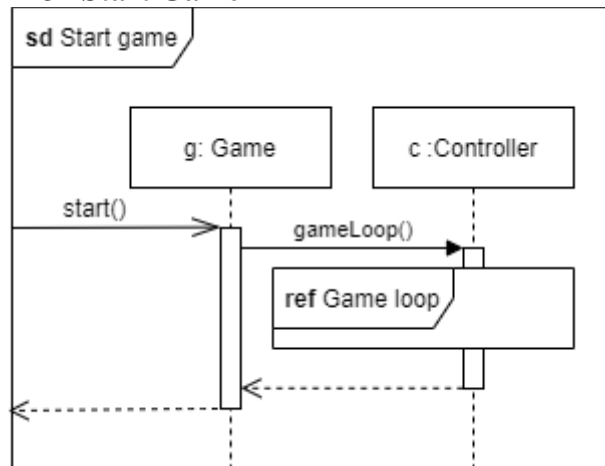 sd Start game
g: Game
c :Controller
start()
gameLoop()
ref Game loop